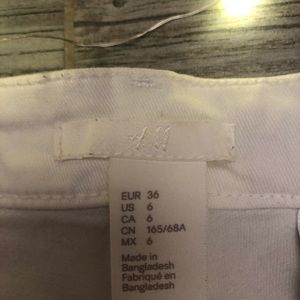 H&M
EUR 36
US 6
CA 6
CN 165/68A
MX 6
Made in
Bangladesh
Fabriqué en
Bangladesh